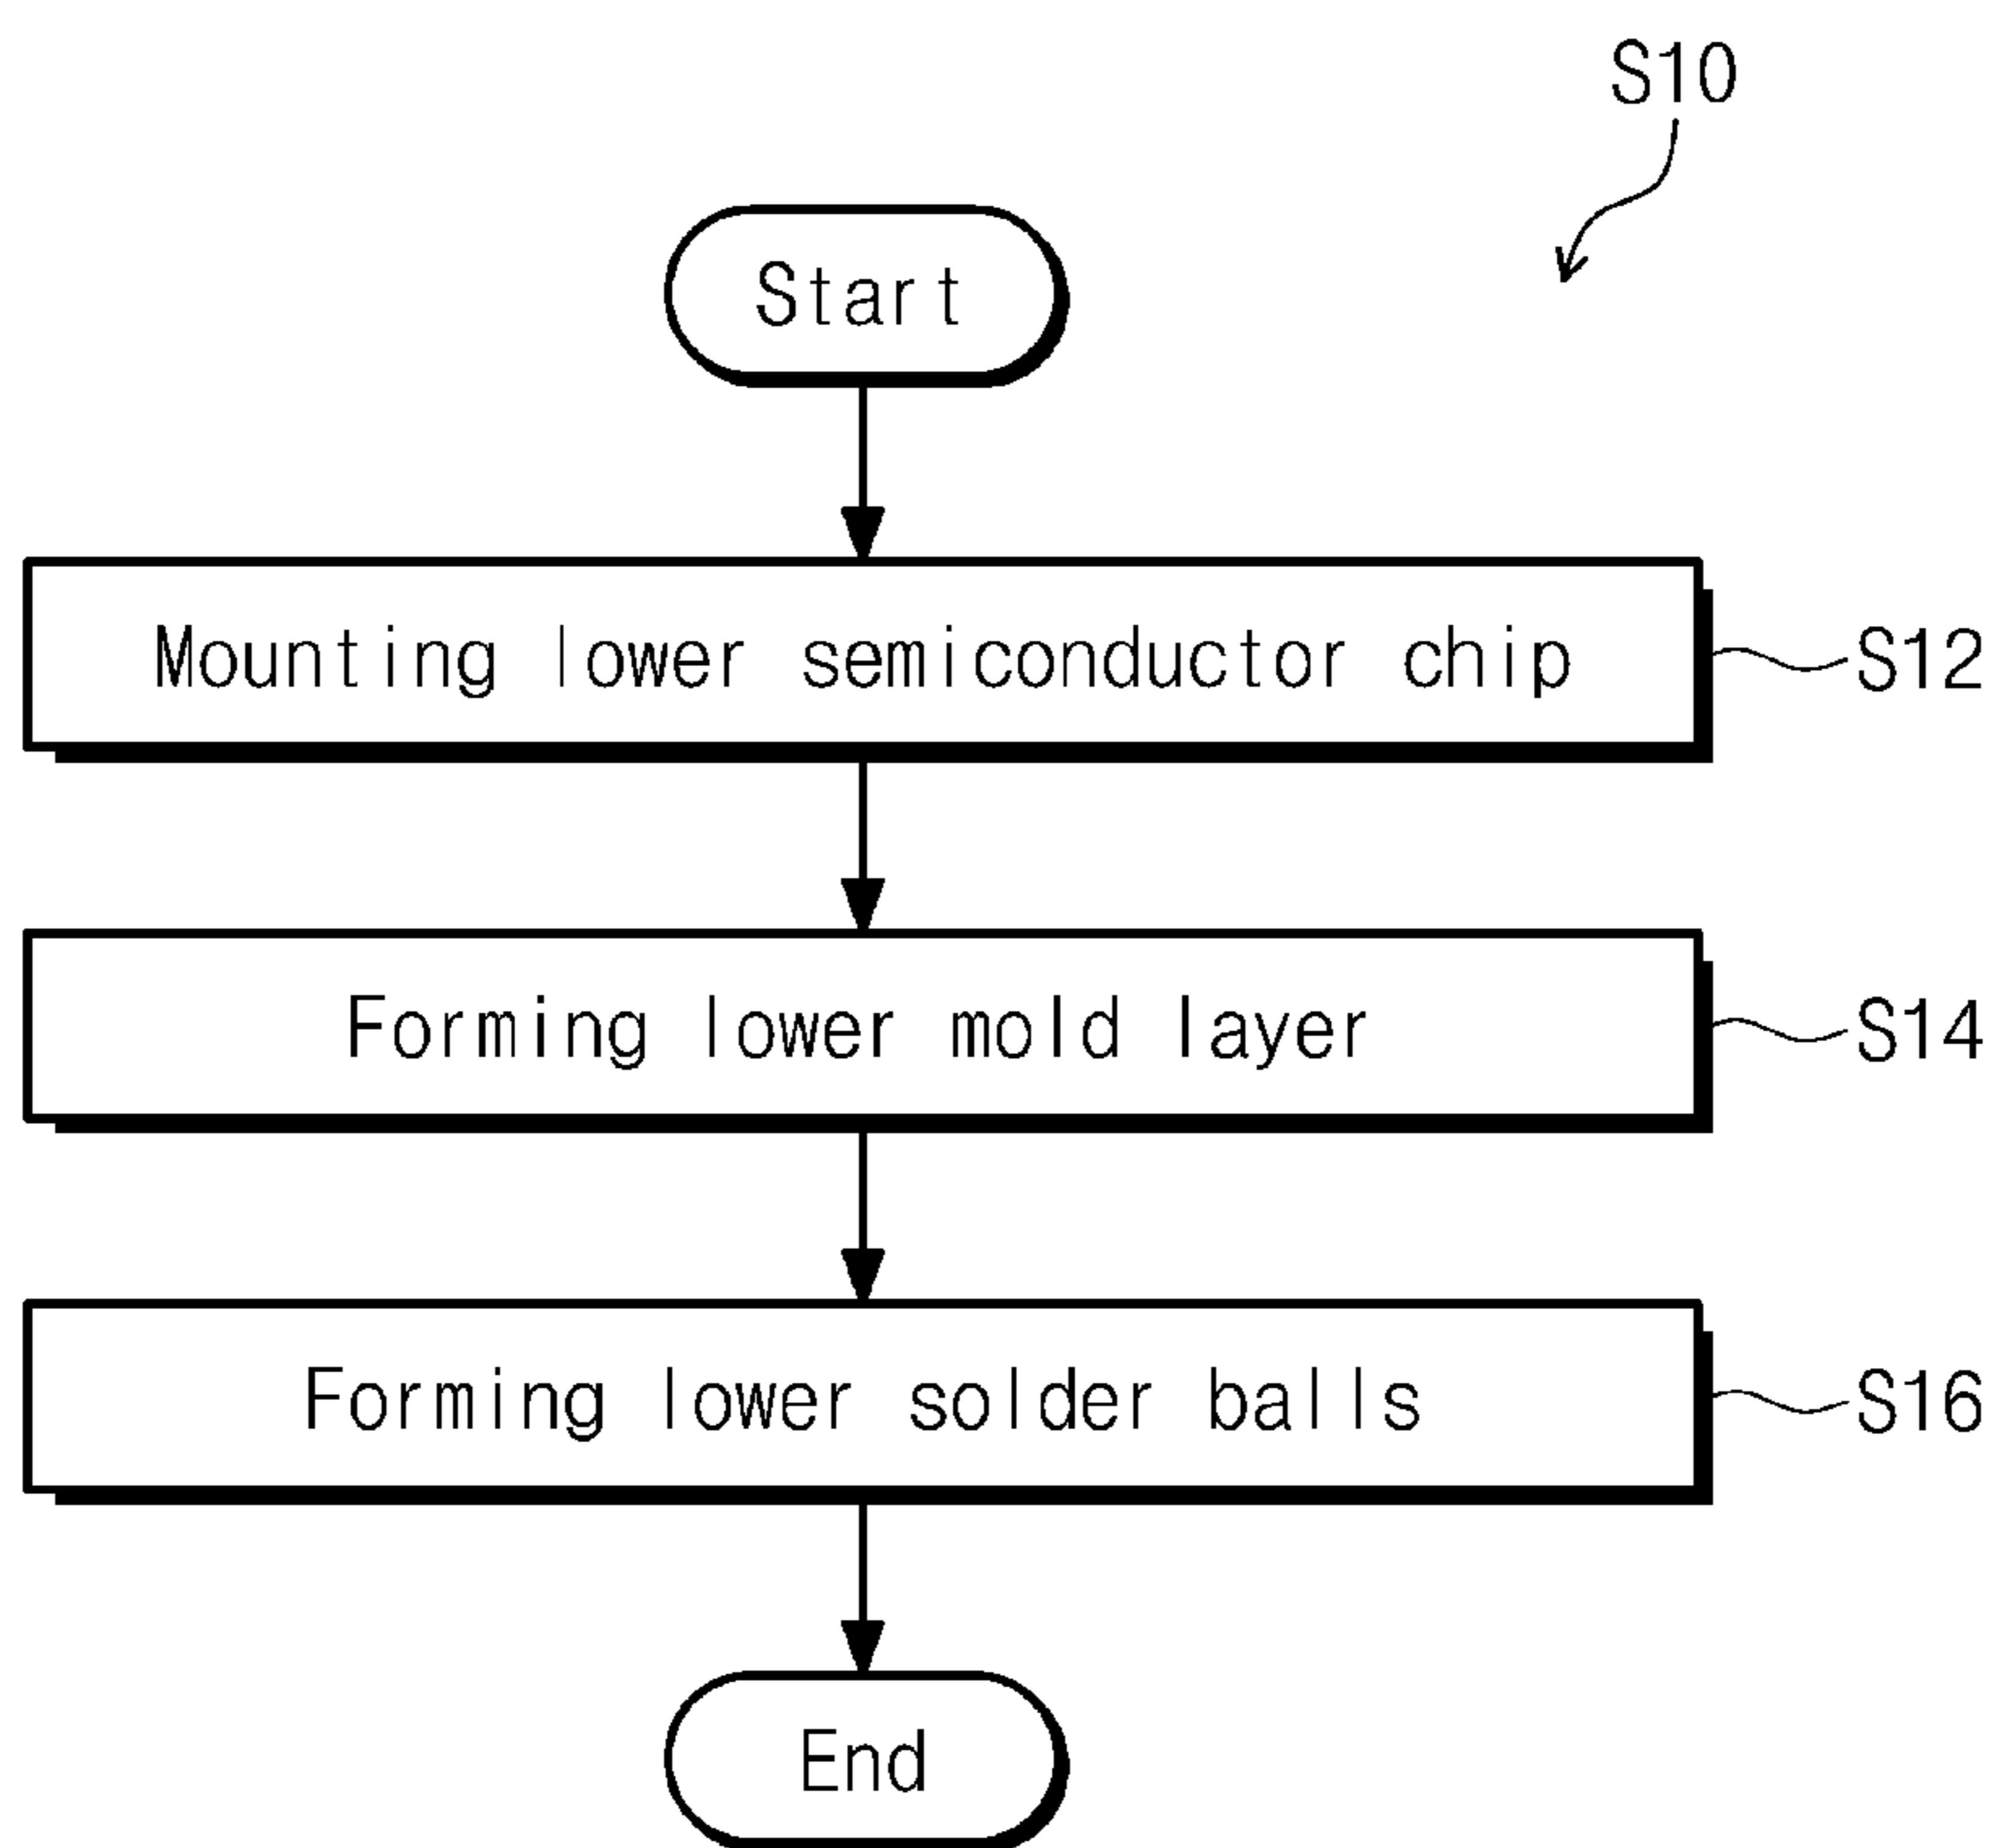 S10
Start
Mounting lower semiconductor chip
S12
Forming lower mold layer
S14
Forming lower solder balls
S16
End